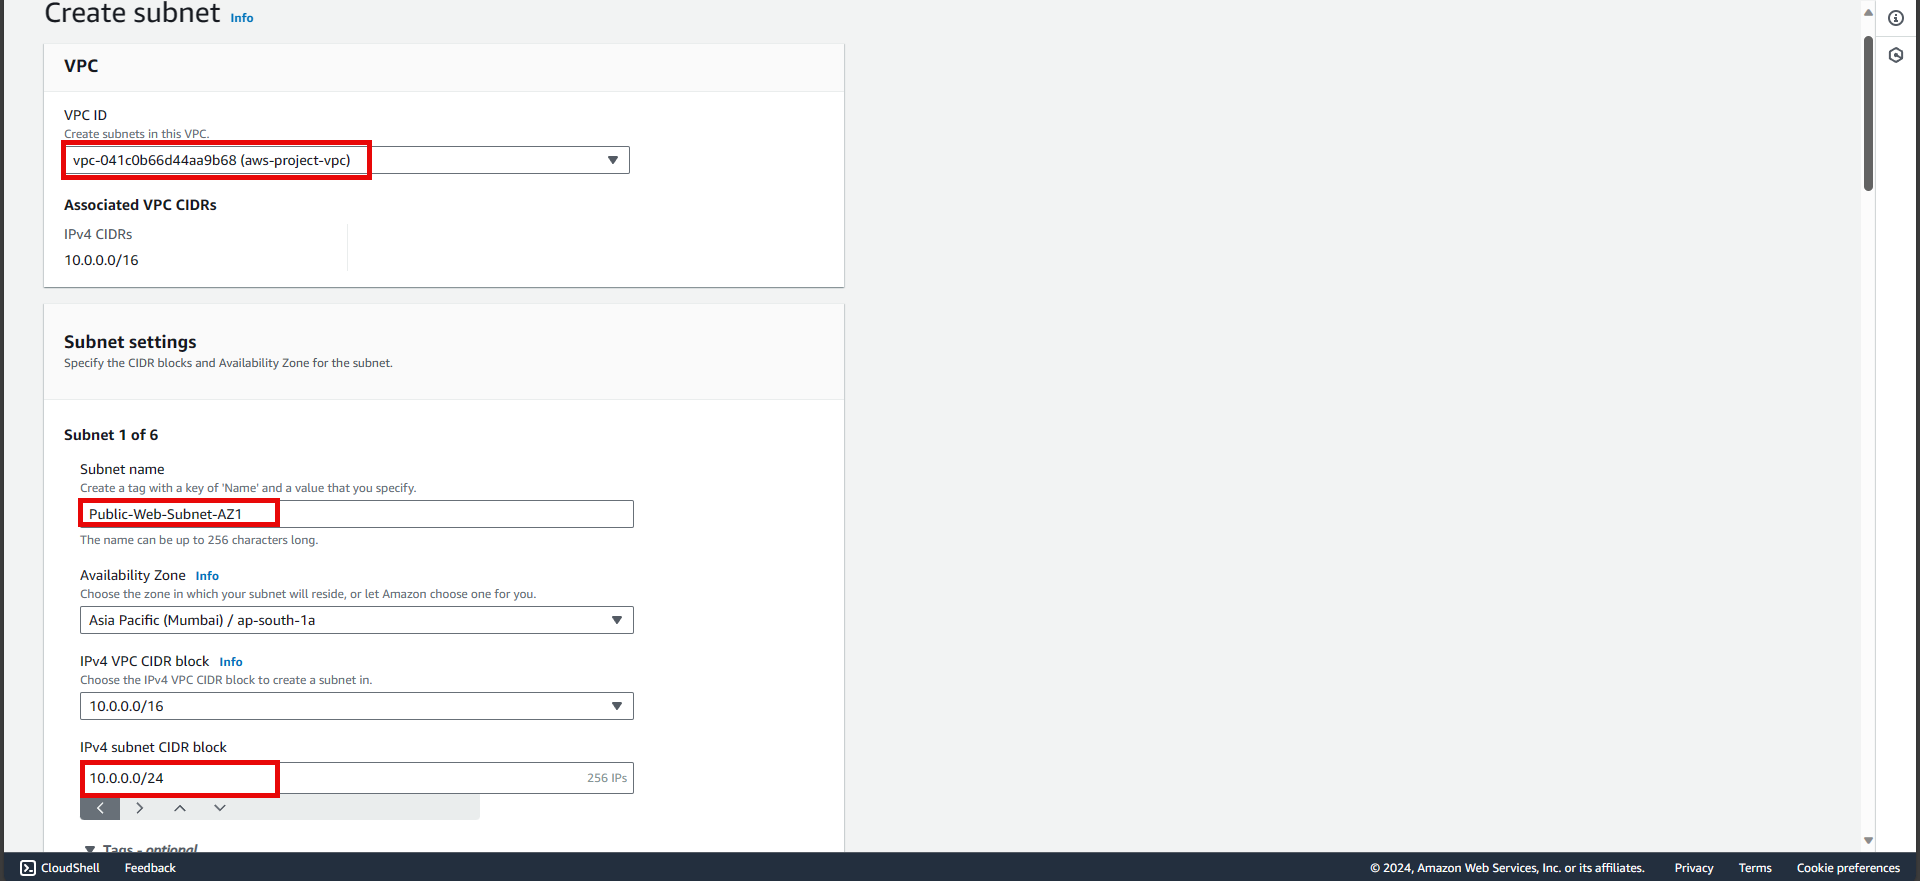 Create subnet Info
VPC
VPC ID
Create subnets in this VPC.
vpc-041c0b66d44aa9b68 (aws-project-vpc)
Associated VPC CIDRs
IPv4 CIDRs
10.0.0.0/16
Subnet settings
Specify the CIDR blocks and Availability Zone for the subnet.
Subnet 1 of 6
Subnet name
Create a tag with a key of 'Name' and a value that you specify.
Public-Web-Subnet-AZ1
The name can be up to 256 characters long.
Availability Zone Info
Choose the zone in which your subnet will reside, or let Amazon choose one for you.
Asia Pacific (Mumbai) / ap-south-1a
IPv4 VPC CIDR block Info
Choose the IPv4 VPC CIDR block to create a subnet in.
10.0.0.0/16
IPv4 subnet CIDR block
10.0.0.0/24 256 IPs
Tags - optional
CloudShell Feedback © 2024, Amazon Web Services, Inc. or its affiliates. Privacy Terms Cookie preferences